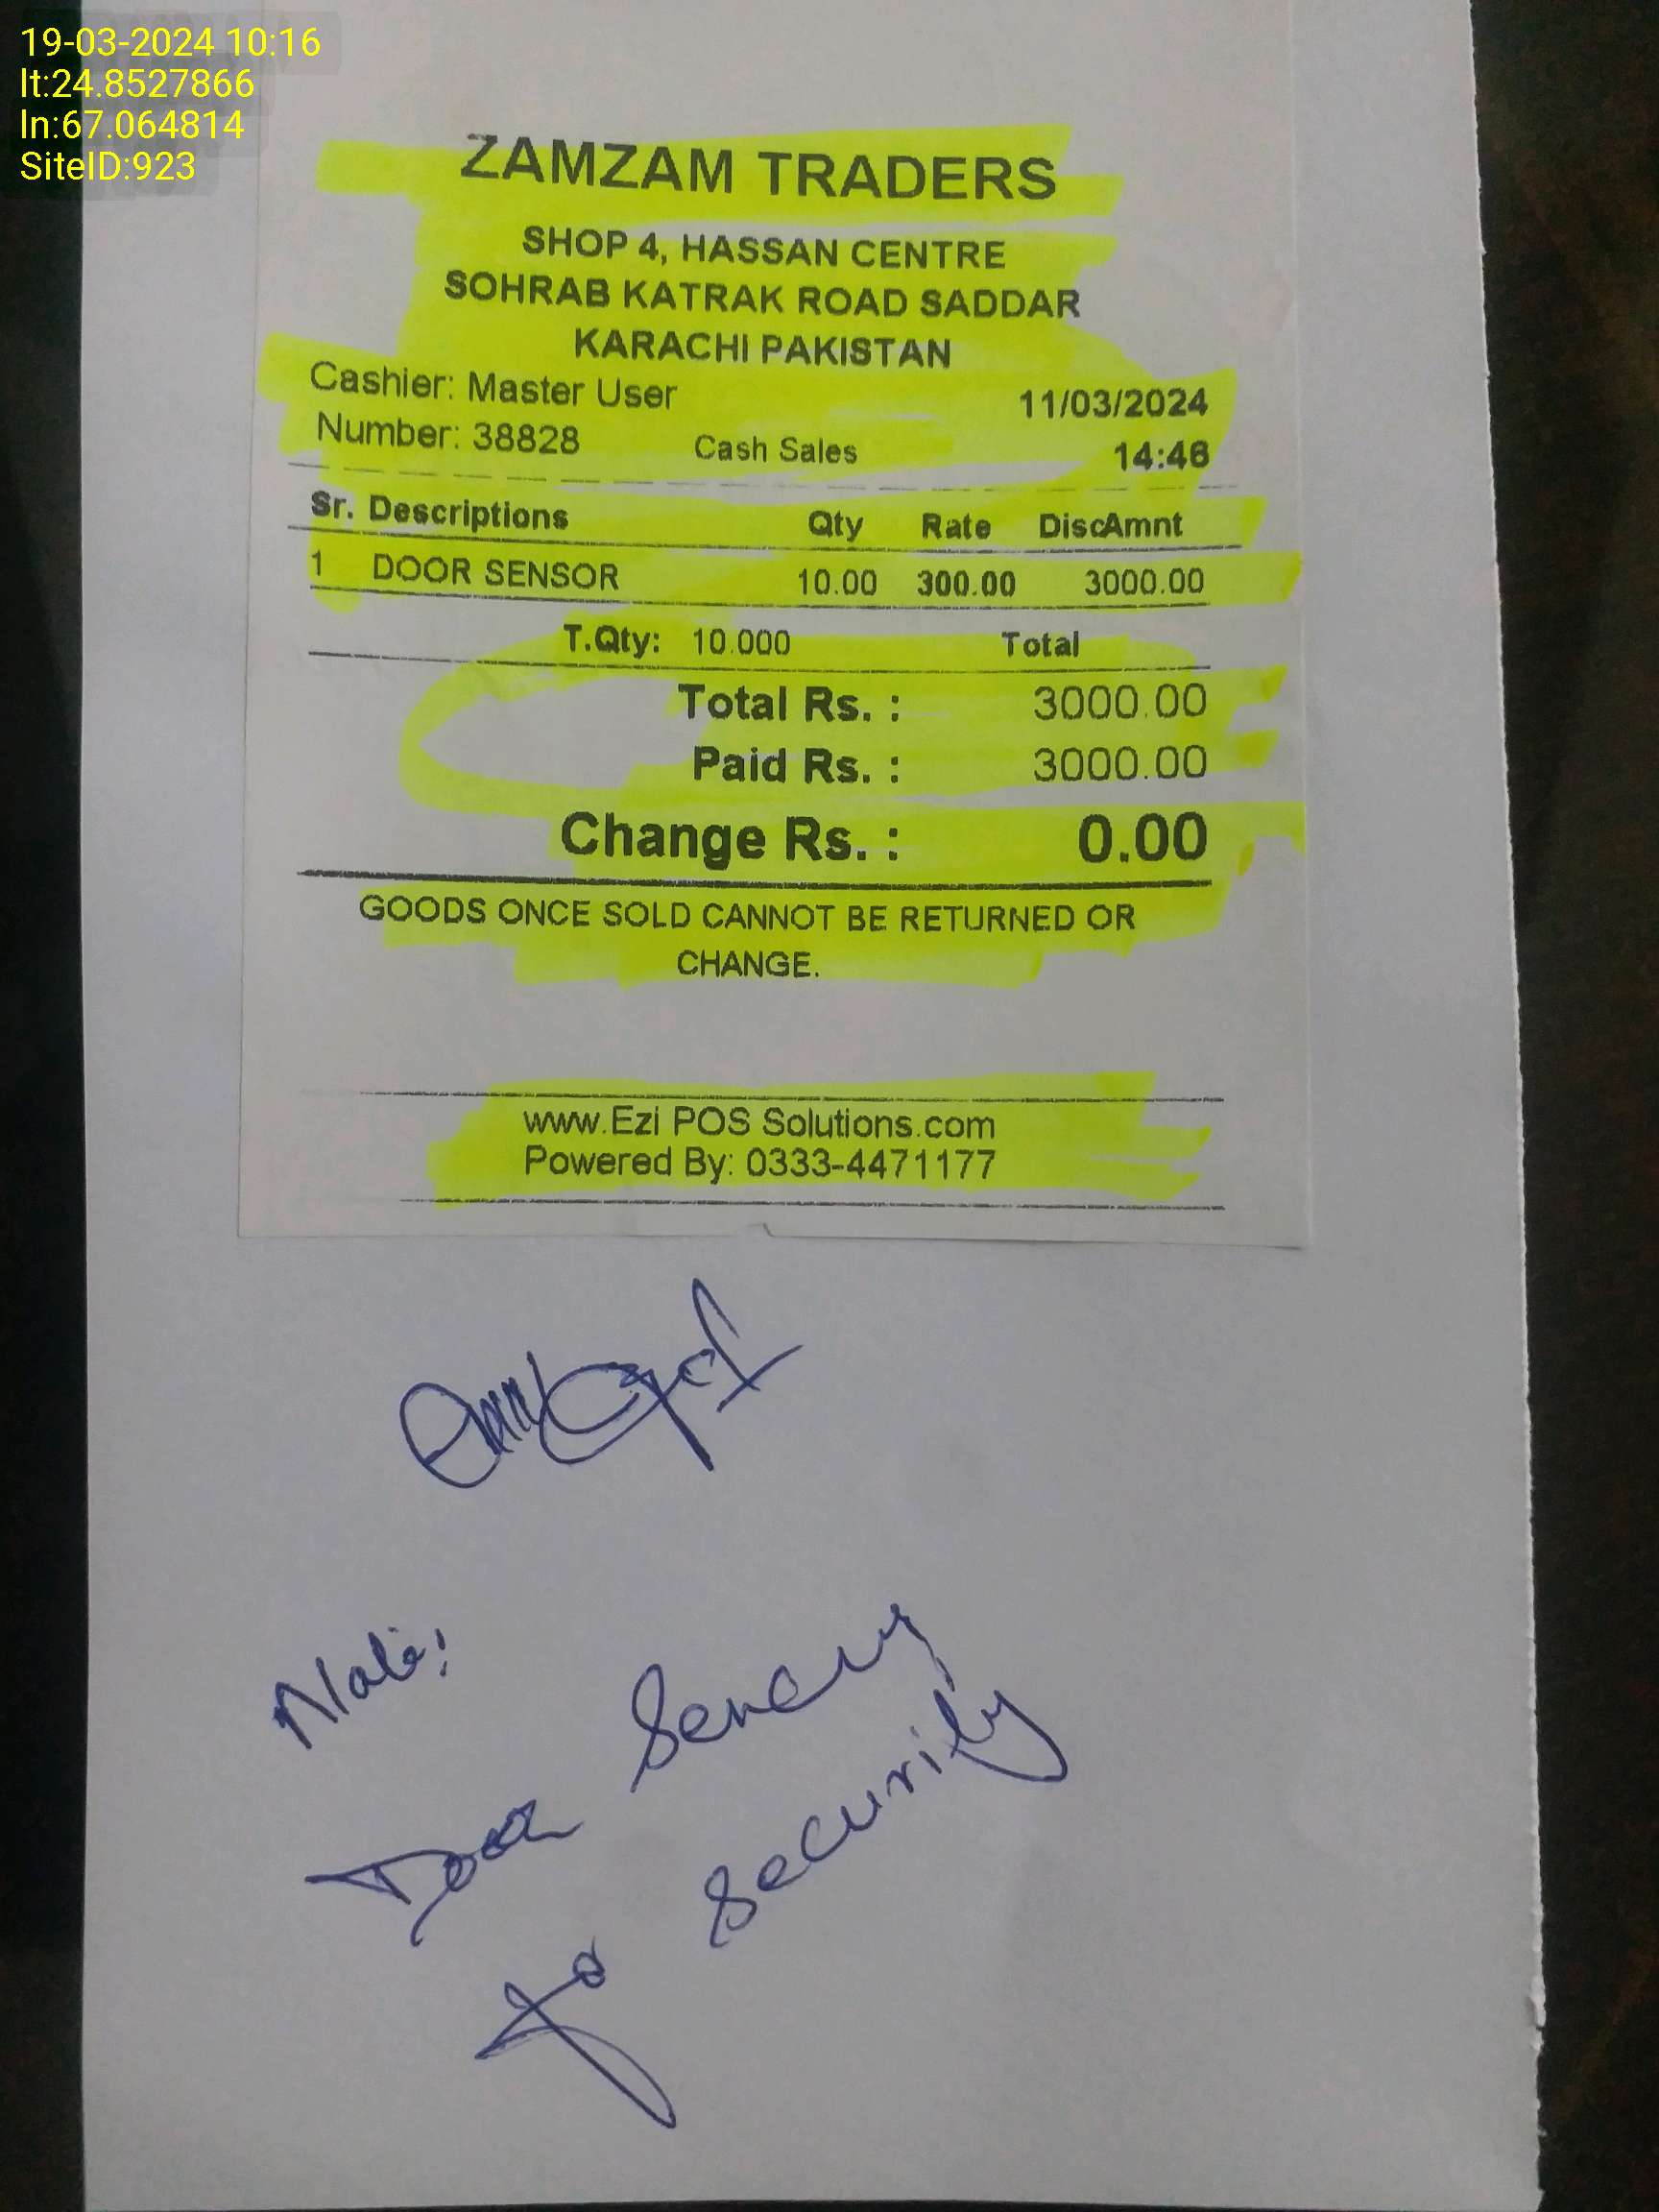 19-03-2024 10:16
lt:24.8527866
ln:67.064814
SiteID:923
ZAMZAM TRADERS
SHOP 4, HASSAN CENTRE
SOHRAB KATRAK ROAD SADDAR
KARACHI PAKISTAN
Cashier: Master User 11/03/2024
Number: 38828 Cash Sales 14:46
Sr. Descriptions Qty Rate DiscAmnt
1 DOOR SENSOR 10.00 300.00 3000.00
T.Qty: 10.000 Total
Total Rs. : 3000.00
Paid Rs. : 3000.00
Change Rs. : 0.00
GOODS ONCE SOLD CANNOT BE RETURNED OR
CHANGE.
www.Ezi POS Solutions.com
Powered By: 0333-4471177
Door
Security